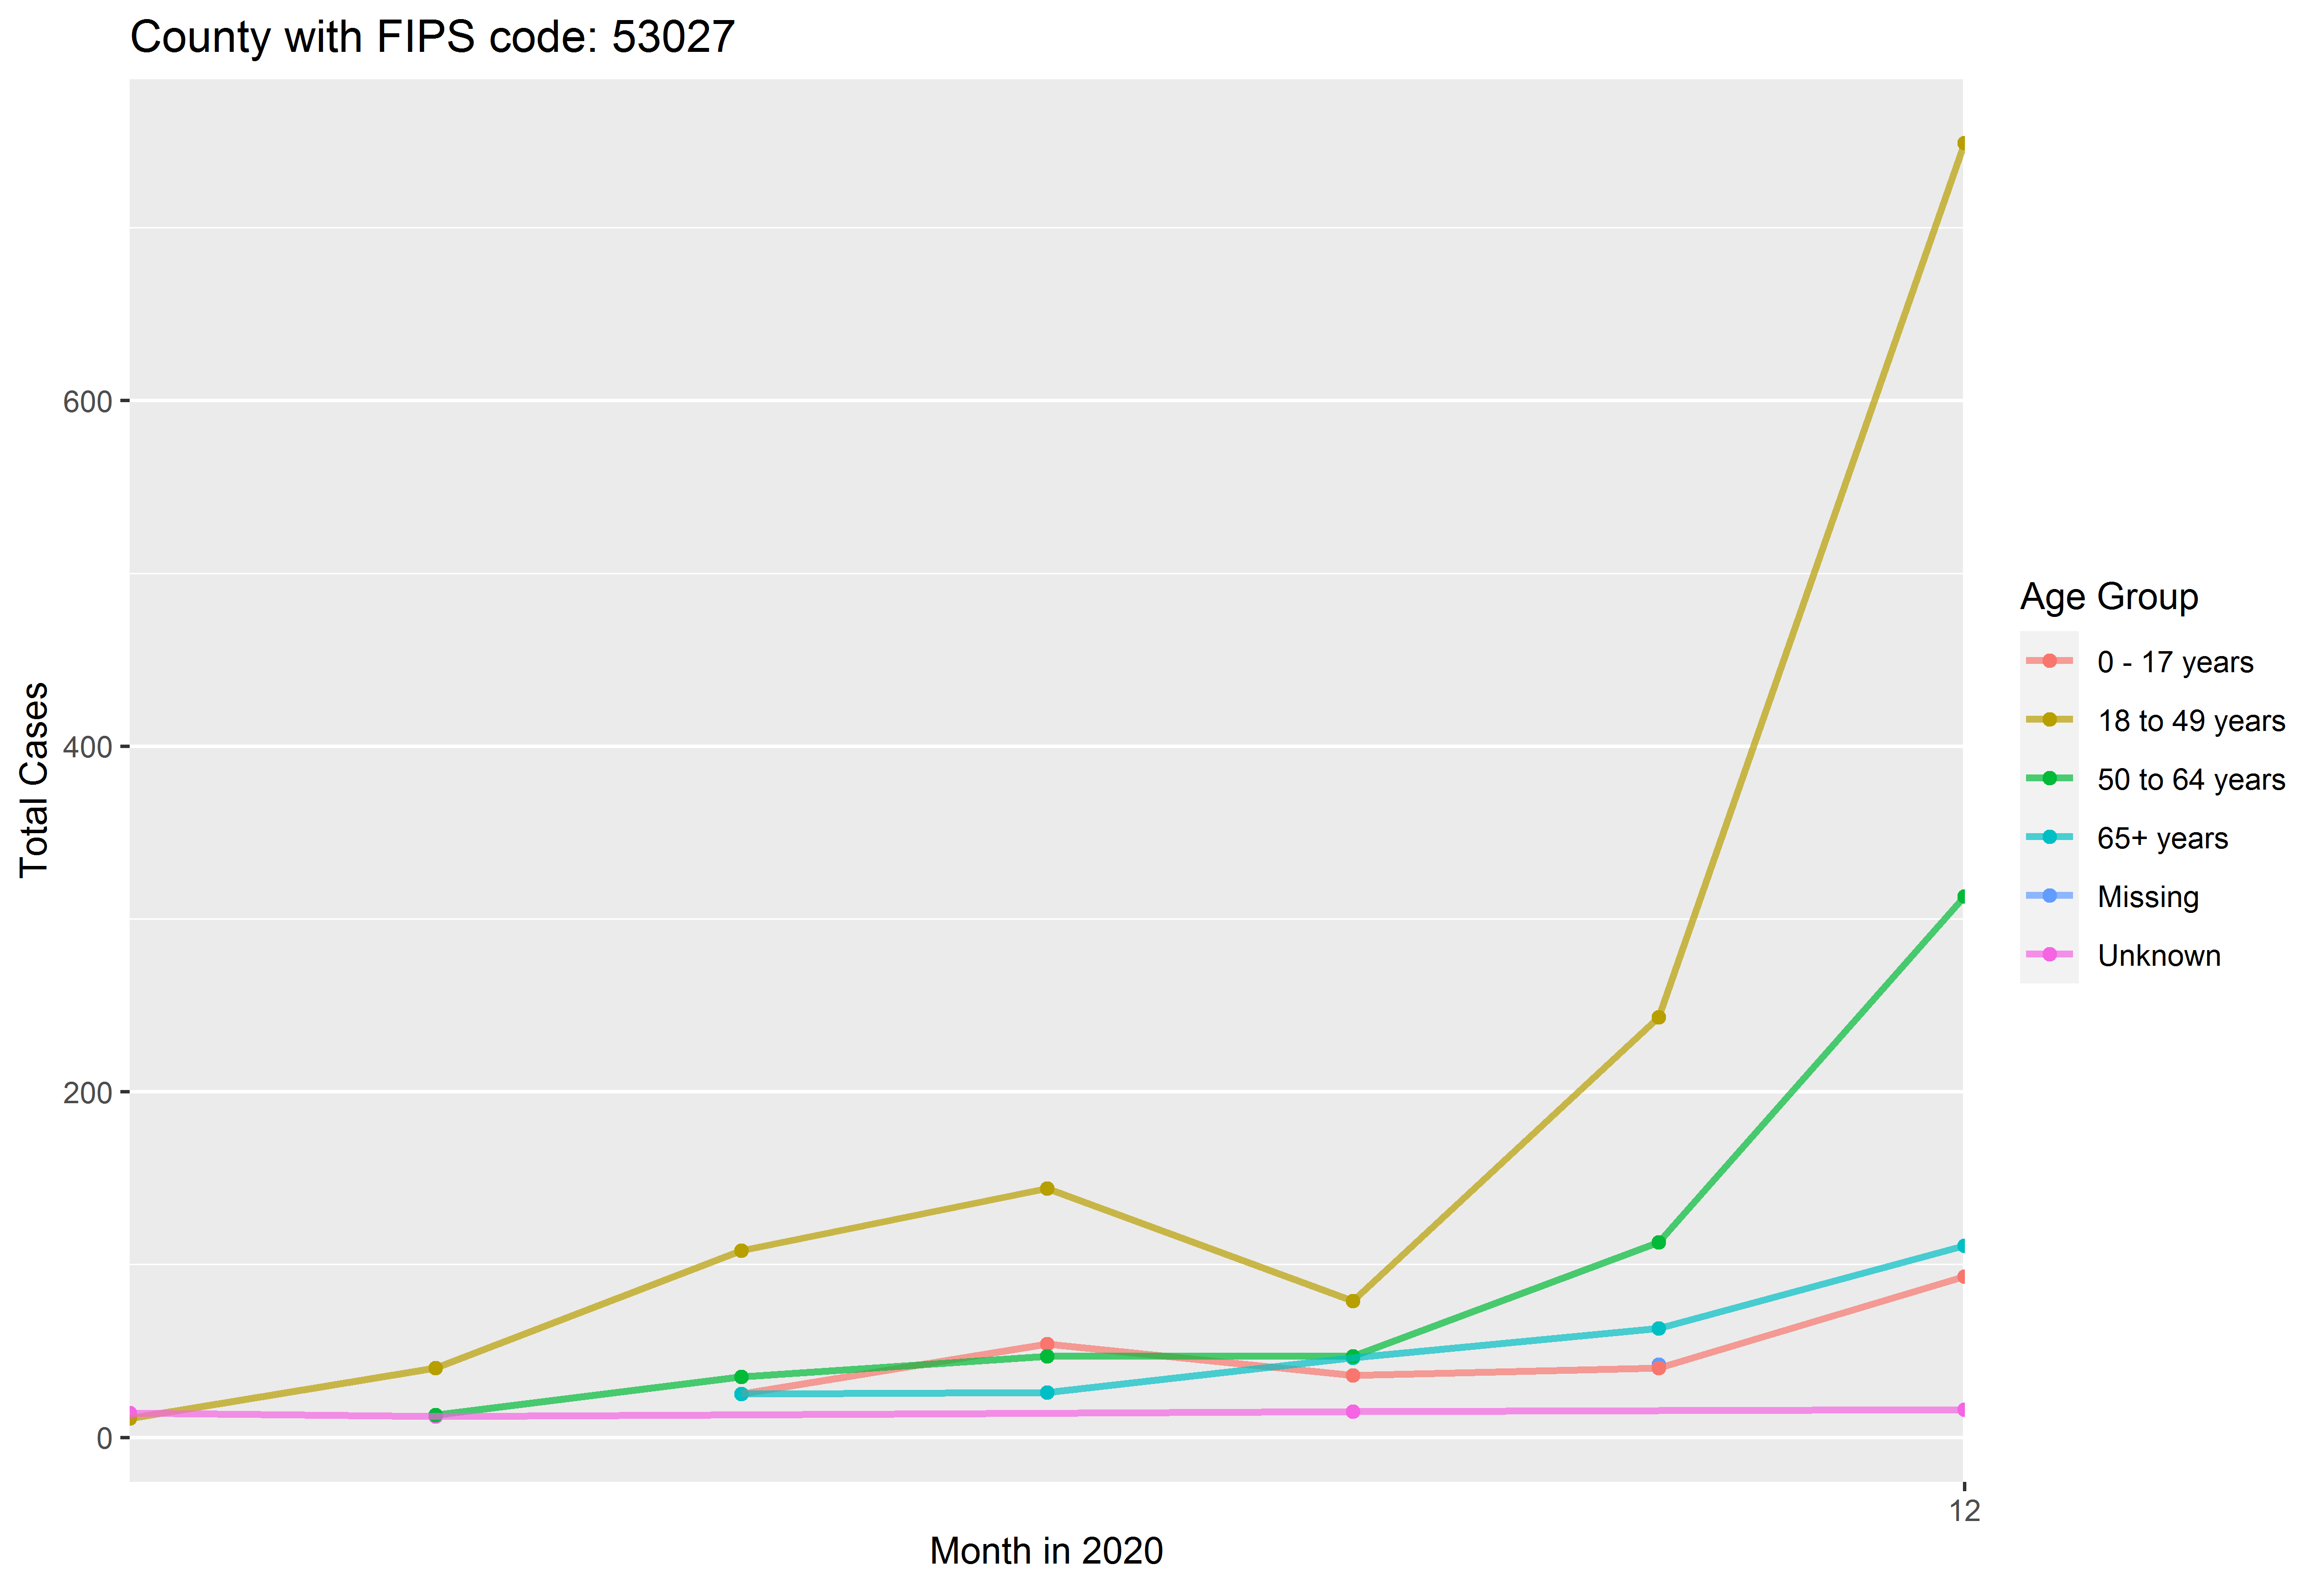 County with FIPS code: 53027
Total Cases
600
400
200
0
12
Month in 2020
Age Group
0 - 17 years
18 to 49 years
50 to 64 years
65+ years
Missing
Unknown